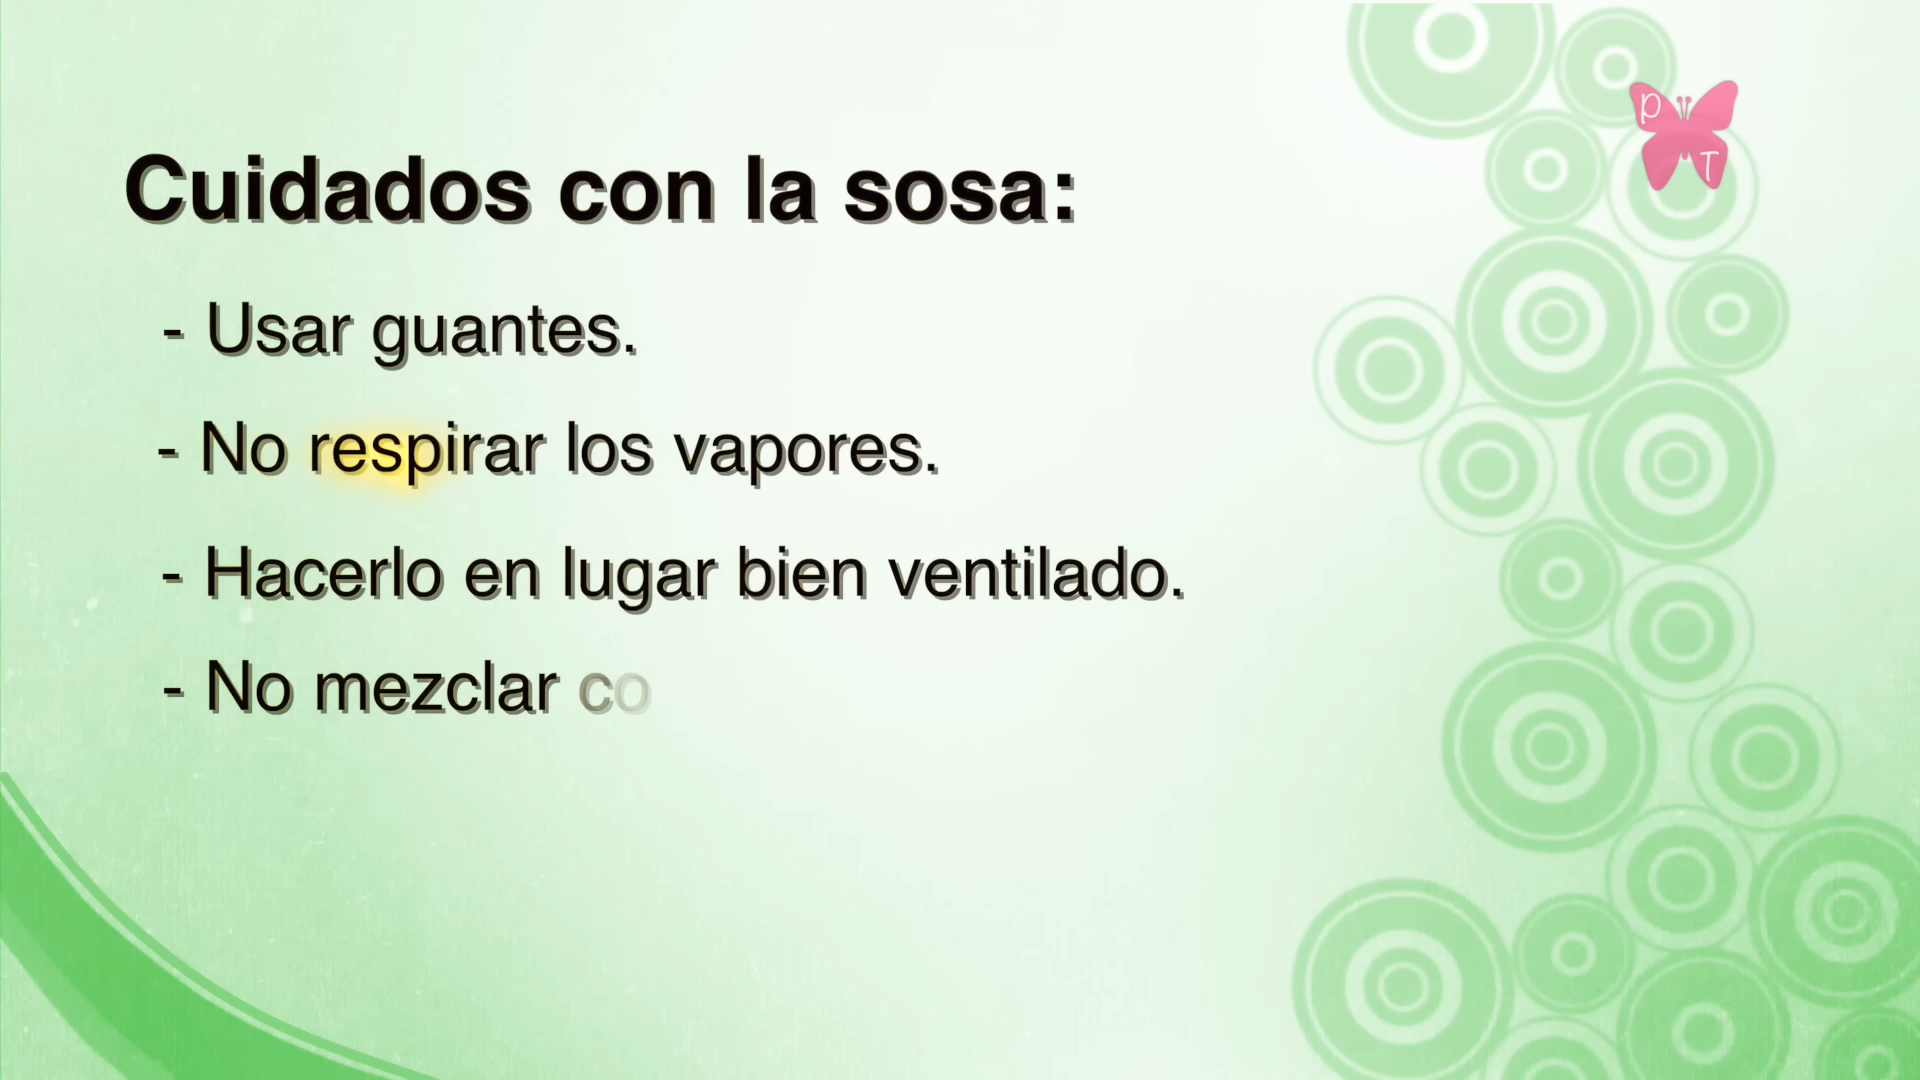 Cuidados con la sosa:
- Usar guantes.
- No respirar los vapores.
- Hacerlo en lugar bien ventilado.
- No mezclar co
p
T